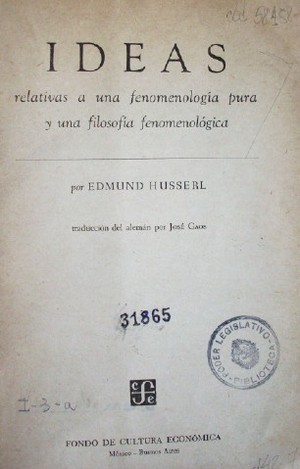 IDEAS
relativas a una fenomenología pura
y una filosofía fenomenológica
por EDMUND HUSSERL
traducción del alemán por José Gaos
31865
PODER LEGISLATIVO
BIBLIOTECA
I-3-a
FONDO DE CULTURA ECONÓMICA
México - Buenos Aires